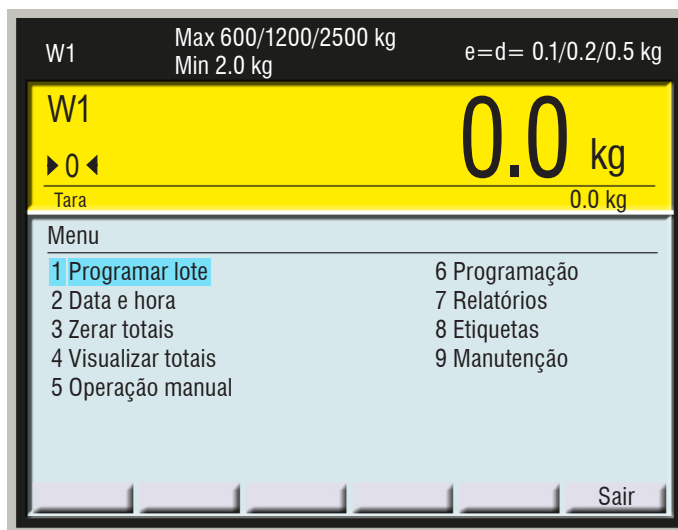 W1
Max 600/1200/2500 kg
Min 2.0 kg
e=d= 0.1/0.2/0.5 kg
W1
0.0 kg
▶0◀
Tara
0.0 kg
Menu
1 Programar lote
2 Data e hora
3 Zerar totais
4 Visualizar totais
5 Operação manual
6 Programação
7 Relatórios
8 Etiquetas
9 Manutenção
Sair